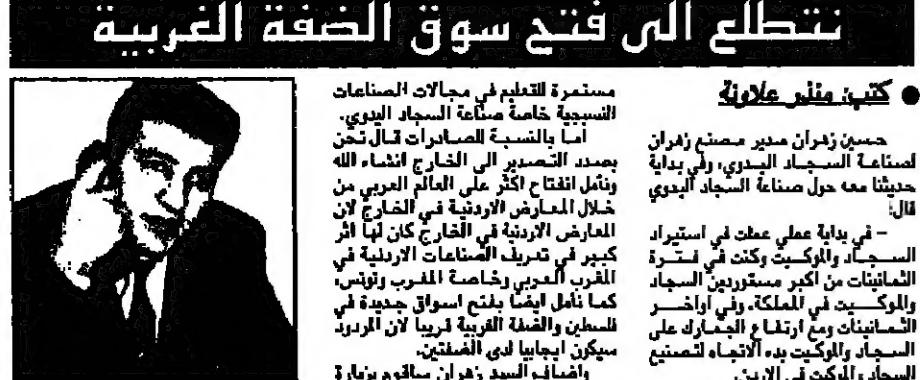 نتطلع الى فتح سوق الضفة الغربية
● كتب: منذر علاونة
حسين زهران مدير مصنع زهران
لصناعة السجاد اليدوي، وفي بداية
حديثنا معه حول صناعة السجاد اليدوي
قال:
– في بداية عملي عملت في استيراد
السجاد والموكيت وكنت في فترة
الثمانينات من اكبر مستوردين السجاد
والموكيت في المملكة. وفي اواخر
الثمانينات ومع ارتفاع الجمارك على
السجاد والموكيت بدء الاتجاه لتصنيع
السجاد والموكت في الاردن.
مستمرة للتعليم في مجالات الصناعات
النسيجية خاصة صناعة السجاد اليدوي.
اما بالنسبة للصادرات قال نحن
بصدد التصدير الى الخارج انشاء الله
ونأمل انفتاح اكثر على العالم العربي من
خلال المعارض الاردنية في الخارج لان
المعارض الاردنية في الخارج كان لها اثر
كبير في تعريف الصناعات الاردنية في
المغرب العربي وخاصة المغرب وتونس،
كما نأمل ايضا بفتح اسواق جديدة في
فلسطين والضفة الغربية قريبا لان المردود
سيكون ايجابيا لدى الضفتين.
واضاف السيد زهران سأقوم بزيارة